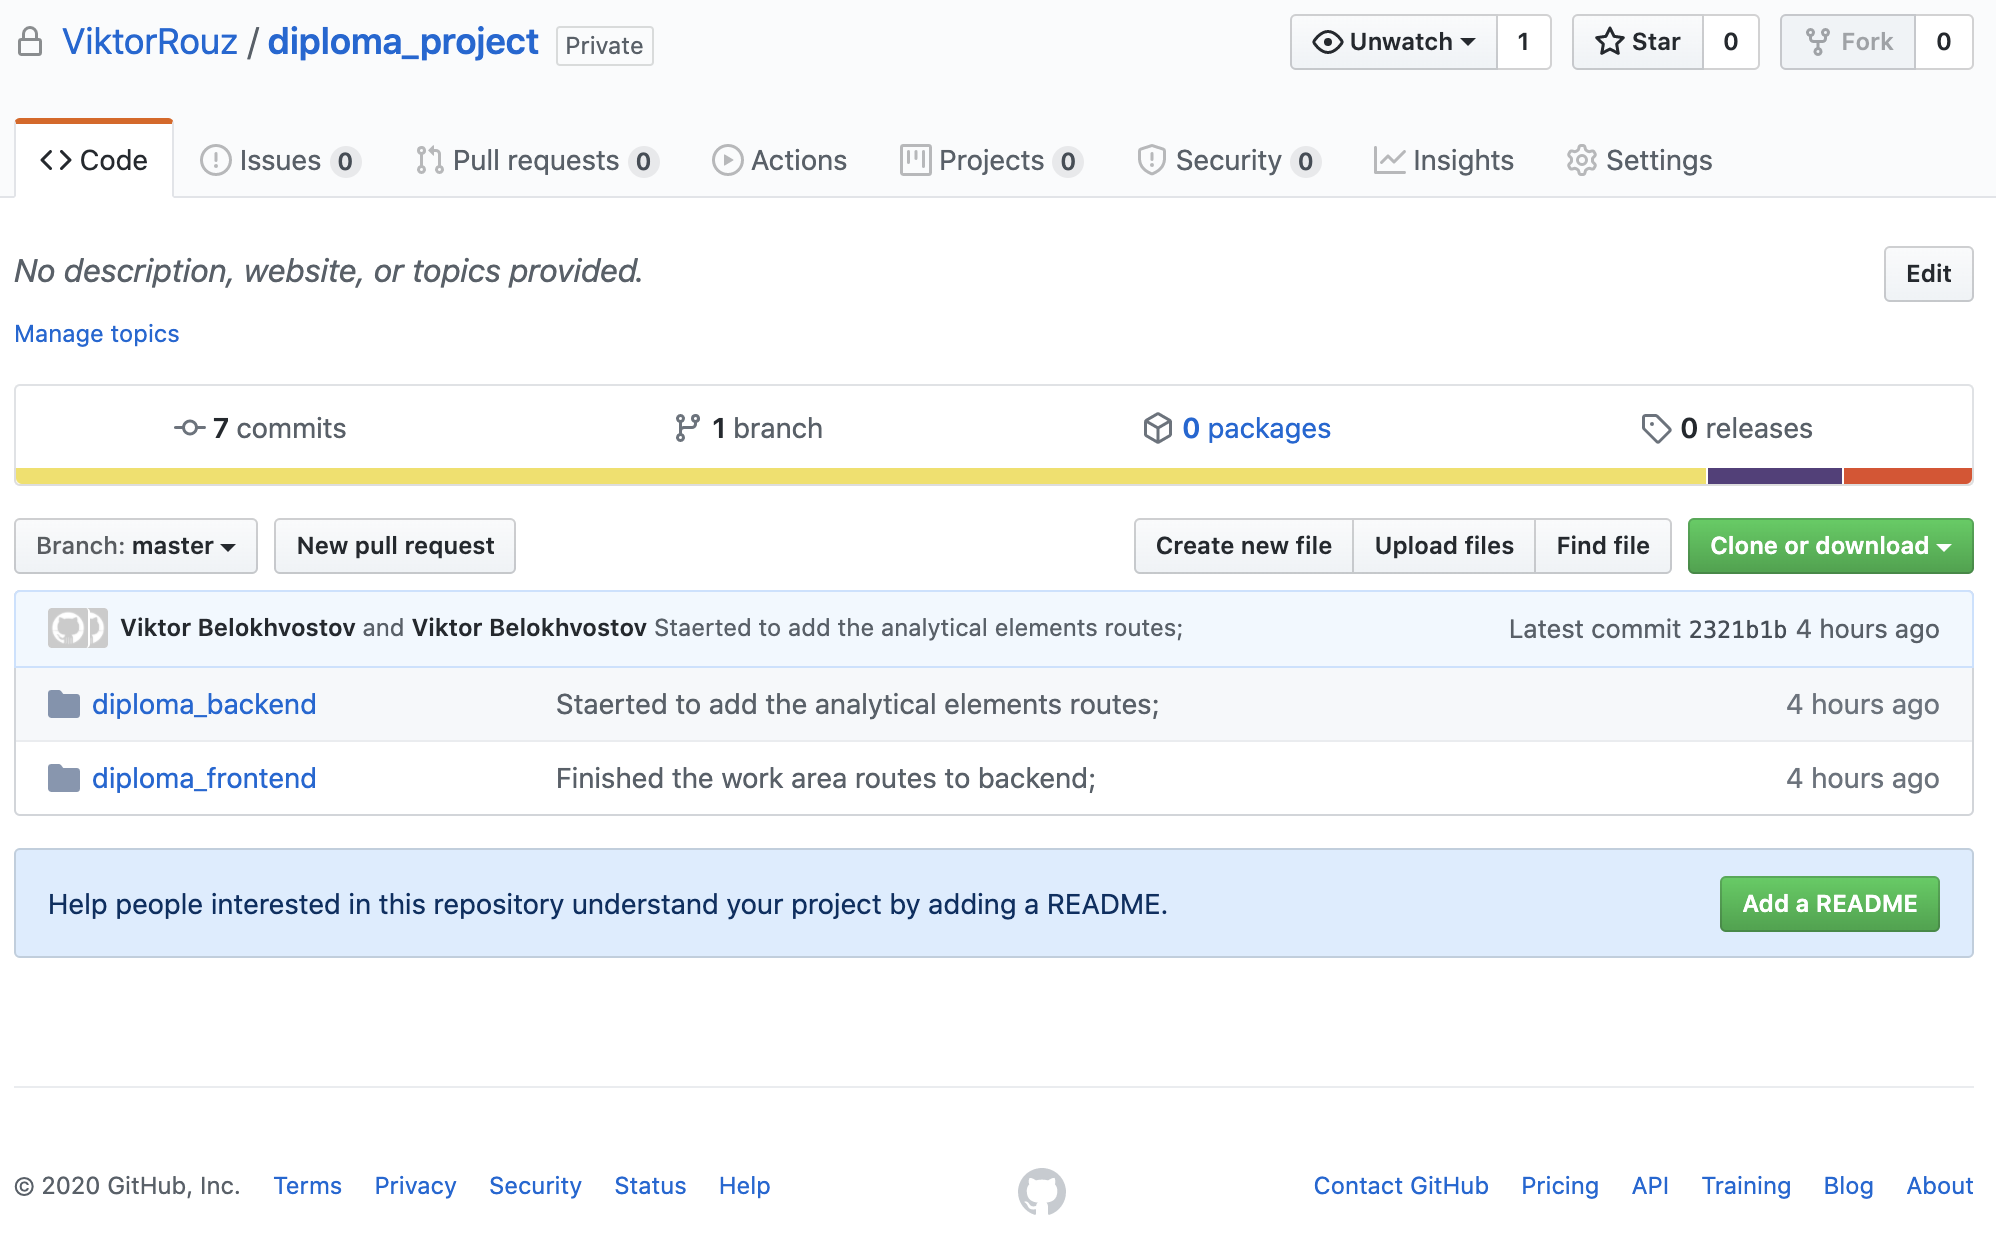 ViktorRouz / diploma_project Private Unwatch 1 Star 0 Fork 0
Code Issues 0 Pull requests 0 Actions Projects 0 Security 0 Insights Settings
No description, website, or topics provided. Edit
Manage topics
7 commits 1 branch 0 packages 0 releases
Branch: master New pull request Create new file Upload files Find file Clone or download
Viktor Belokhvostov and Viktor Belokhvostov Staerted to add the analytical elements routes; Latest commit 2321b1b 4 hours ago
diploma_backend Staerted to add the analytical elements routes; 4 hours ago
diploma_frontend Finished the work area routes to backend; 4 hours ago
Help people interested in this repository understand your project by adding a README. Add a README
© 2020 GitHub, Inc. Terms Privacy Security Status Help Contact GitHub Pricing API Training Blog About